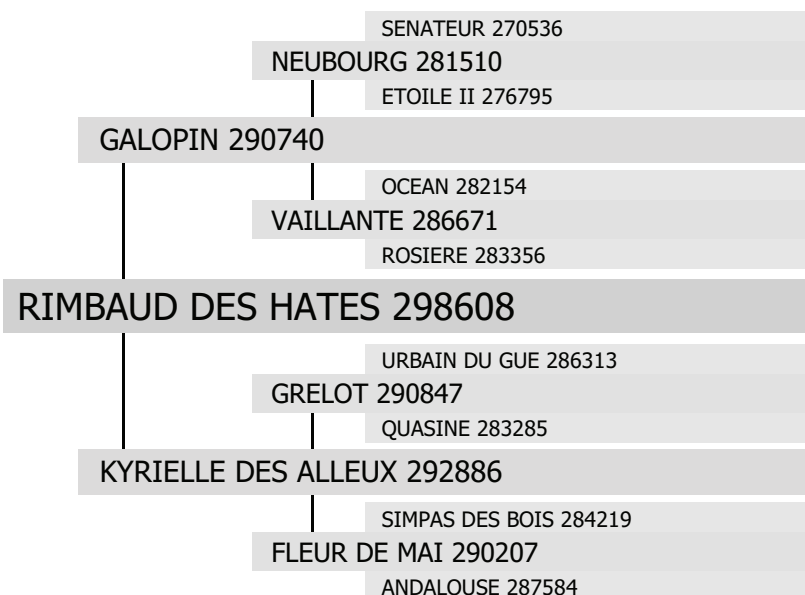 SENATEUR 270536
NEUBOURG 281510
ETOILE II 276795
GALOPIN 290740
OCEAN 282154
VAILLANTE 286671
ROSIERE 283356
RIMBAUD DES HATES 298608
URBAIN DU GUE 286313
GRELOT 290847
QUASINE 283285
KYRIELLE DES ALLEUX 292886
SIMPAS DES BOIS 284219
FLEUR DE MAI 290207
ANDALOUSE 287584